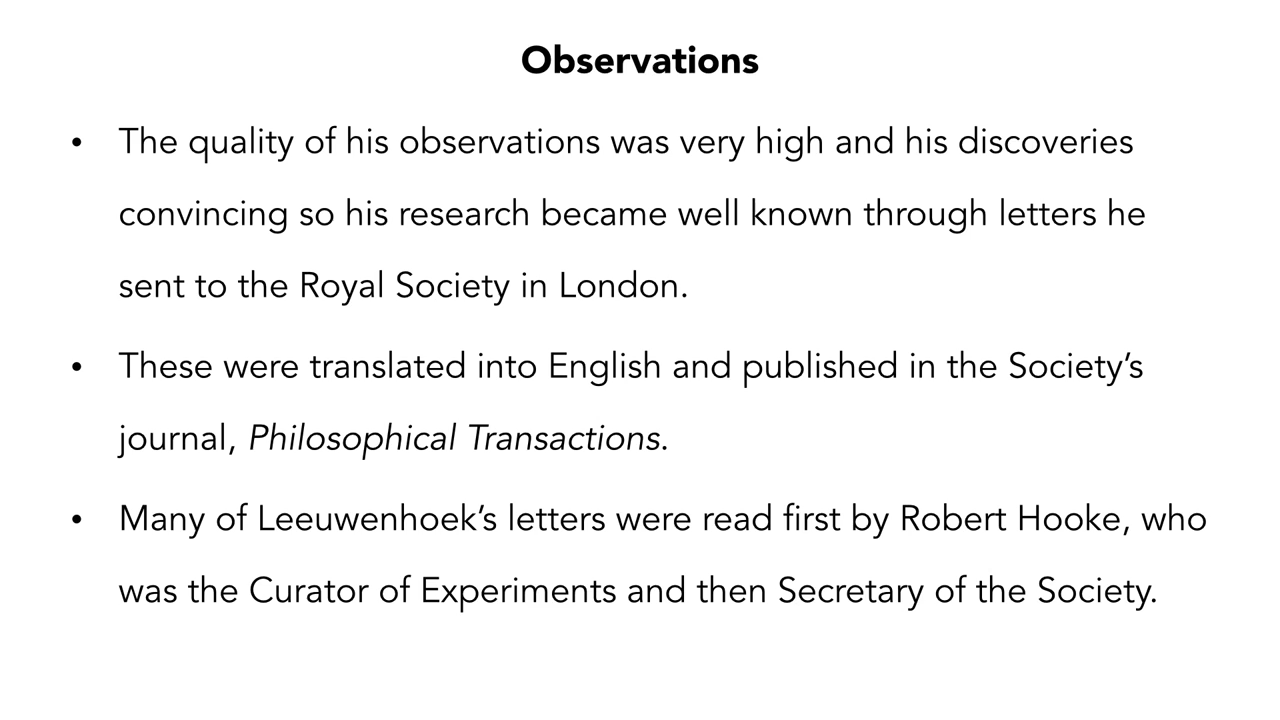 Observations
• The quality of his observations was very high and his discoveries
convincing so his research became well known through letters he
sent to the Royal Society in London.
• These were translated into English and published in the Society’s
journal, Philosophical Transactions.
• Many of Leeuwenhoek’s letters were read first by Robert Hooke, who
was the Curator of Experiments and then Secretary of the Society.